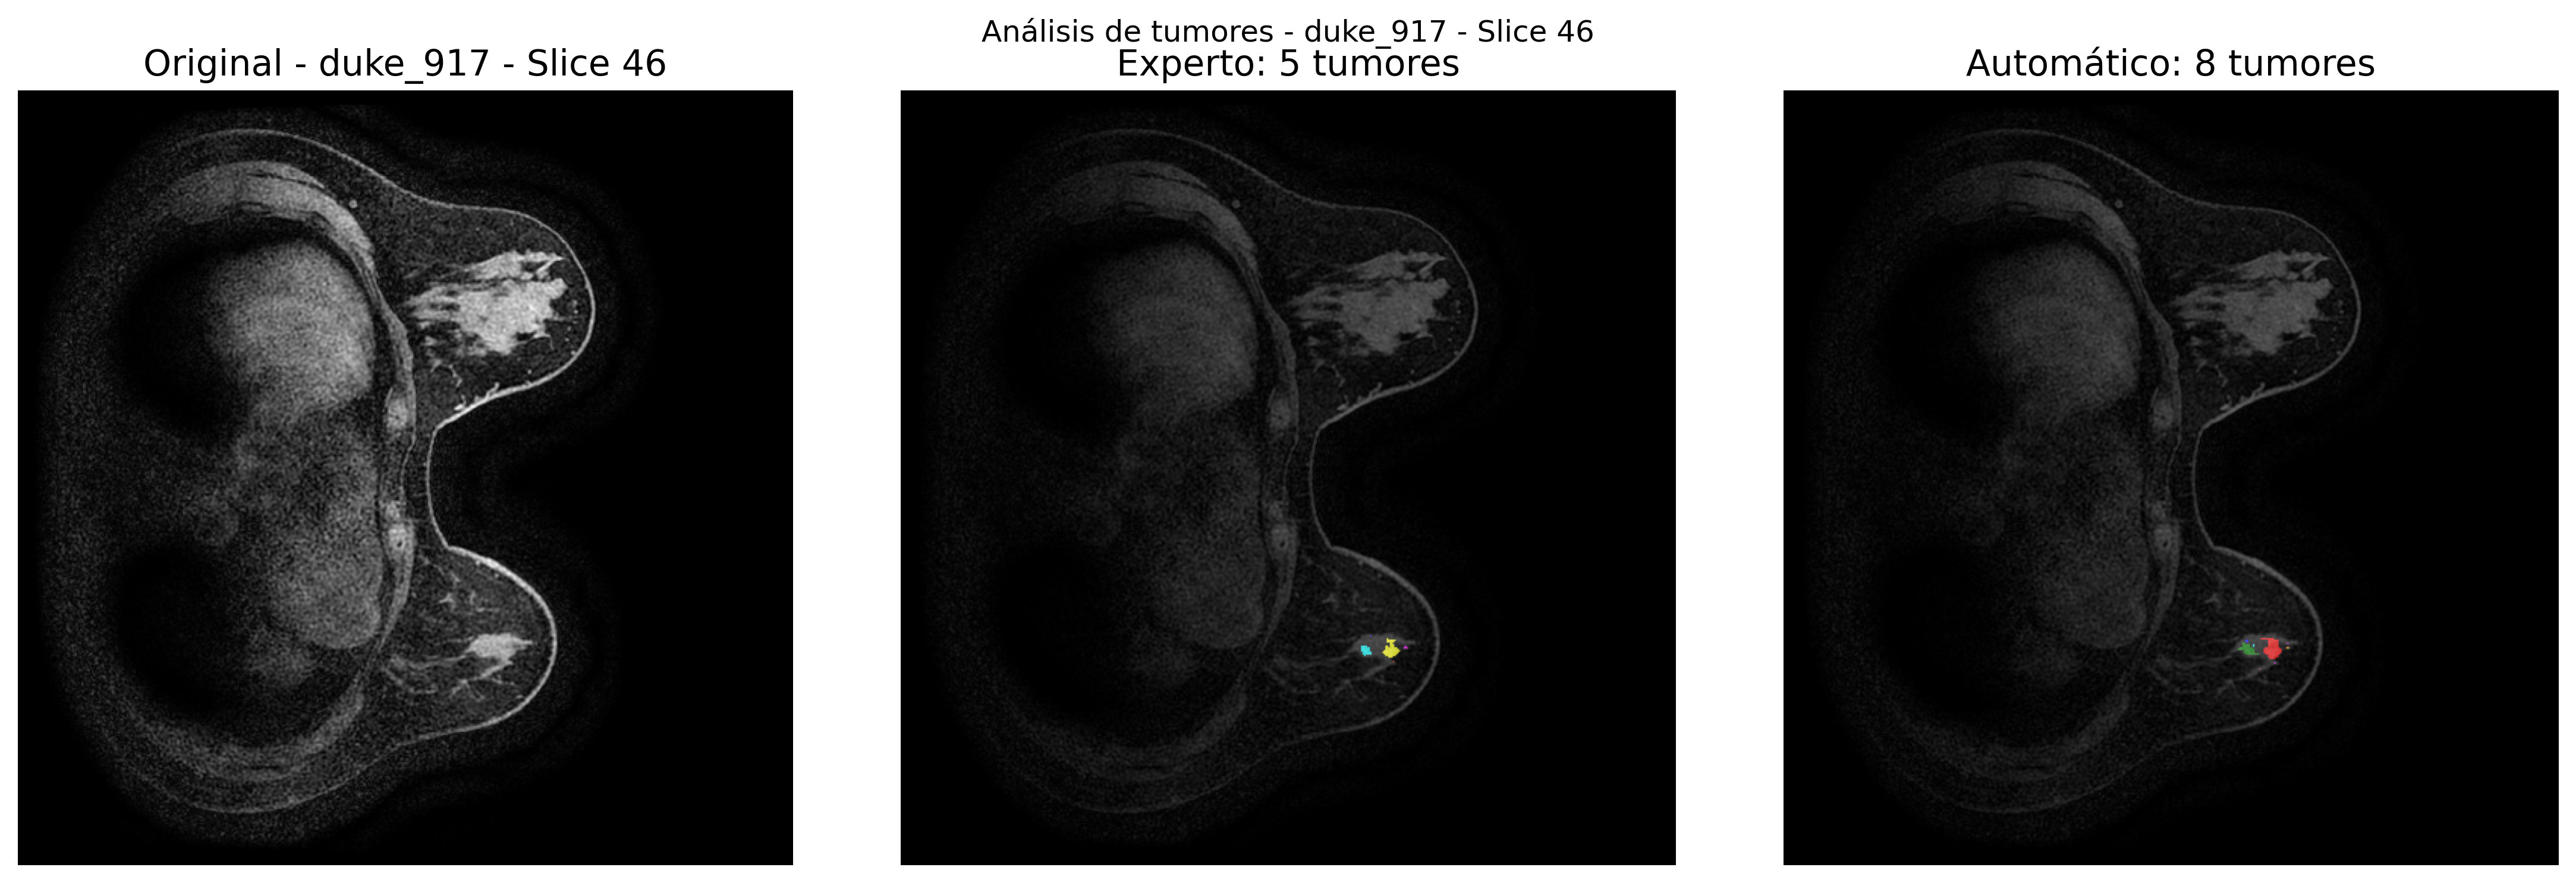 Análisis de tumores - duke_917 - Slice 46
Original - duke_917 - Slice 46
Experto: 5 tumores
Automático: 8 tumores